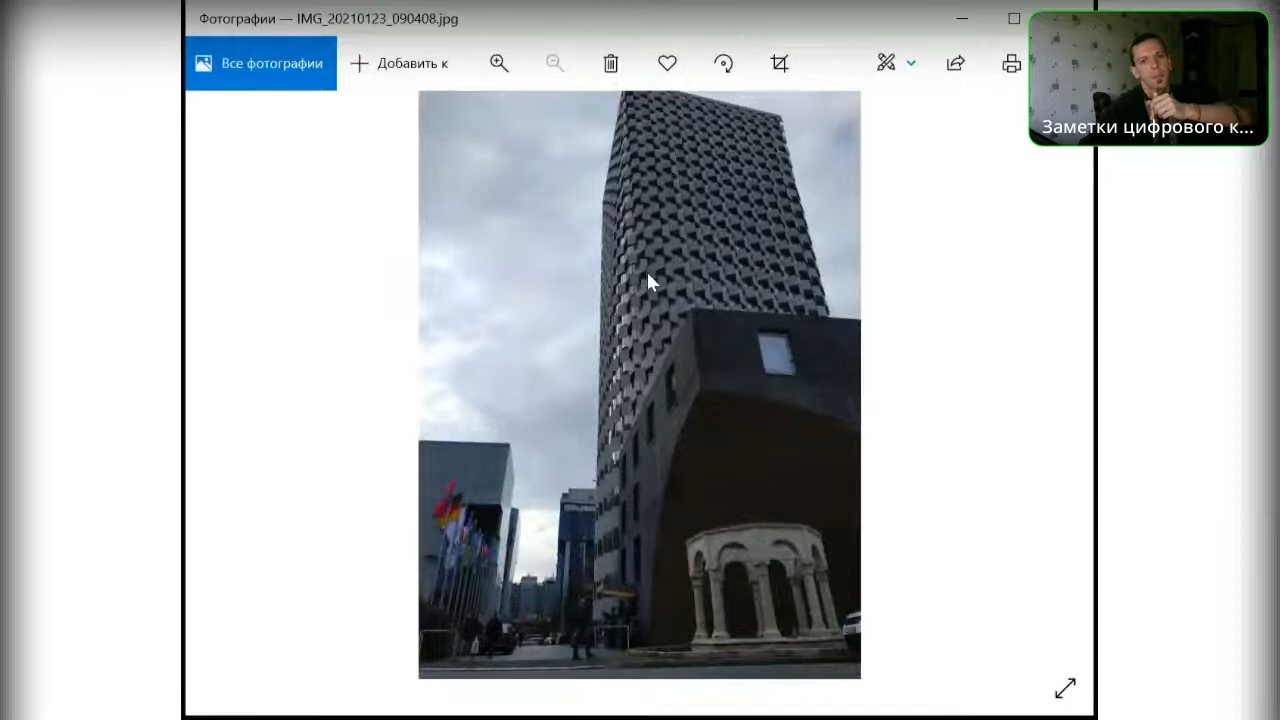 Фотографии — IMG_20210123_090408.jpg
Все фотографии
Добавить к
Заметки цифрового к...